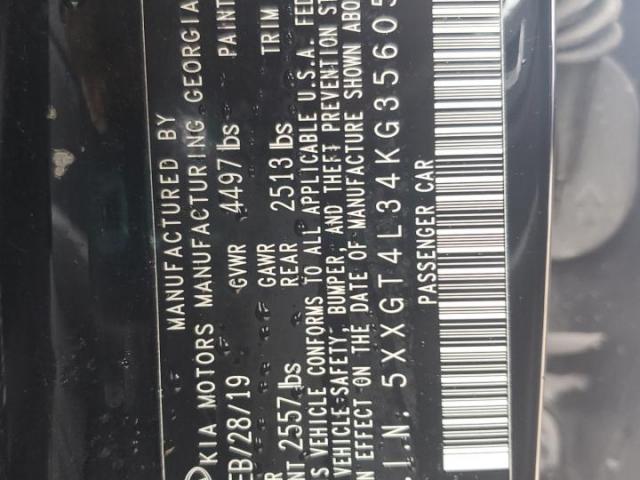 MANUFACTURED BY
KIA MOTORS MANUFACTURING GEORGIA
EB/28/19 GVWR 4497 lbs PAINT
GAWR
NT 2557 lbs REAR 2513 lbs TRIM
S VEHICLE CONFORMS TO ALL APPLICABLE U.S.A. FED
VEHICLE SAFETY, BUMPER, AND THEFT PREVENTION ST
N EFFECT ON THE DATE OF MANUFACTURE SHOWN ABO
.I.N. 5XXGT4L34KG35605
PASSENGER CAR